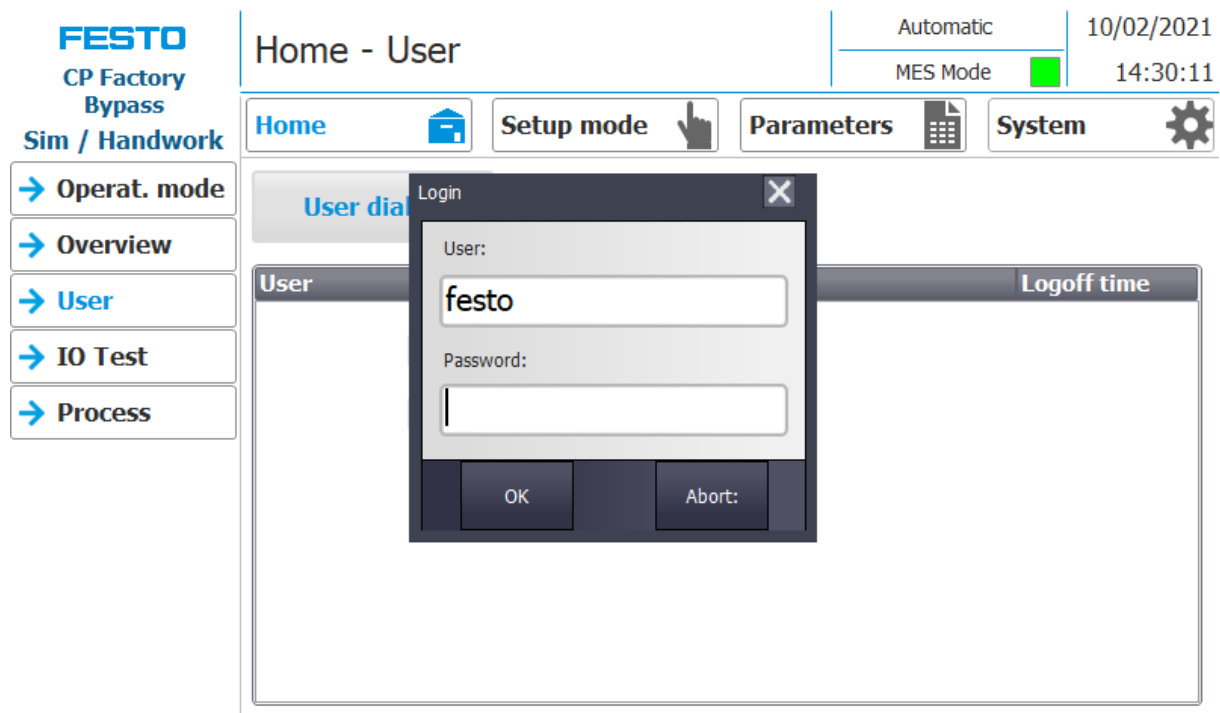 FESTO
CP Factory
Bypass
Sim / Handwork
Home - User
Automatic
MES Mode
10/02/2021
14:30:11
Home
Setup mode
Parameters
System
Operat. mode
Overview
User
IO Test
Process
User dial
User
Logoff time
Login
User:
festo
Password:
OK
Abort: